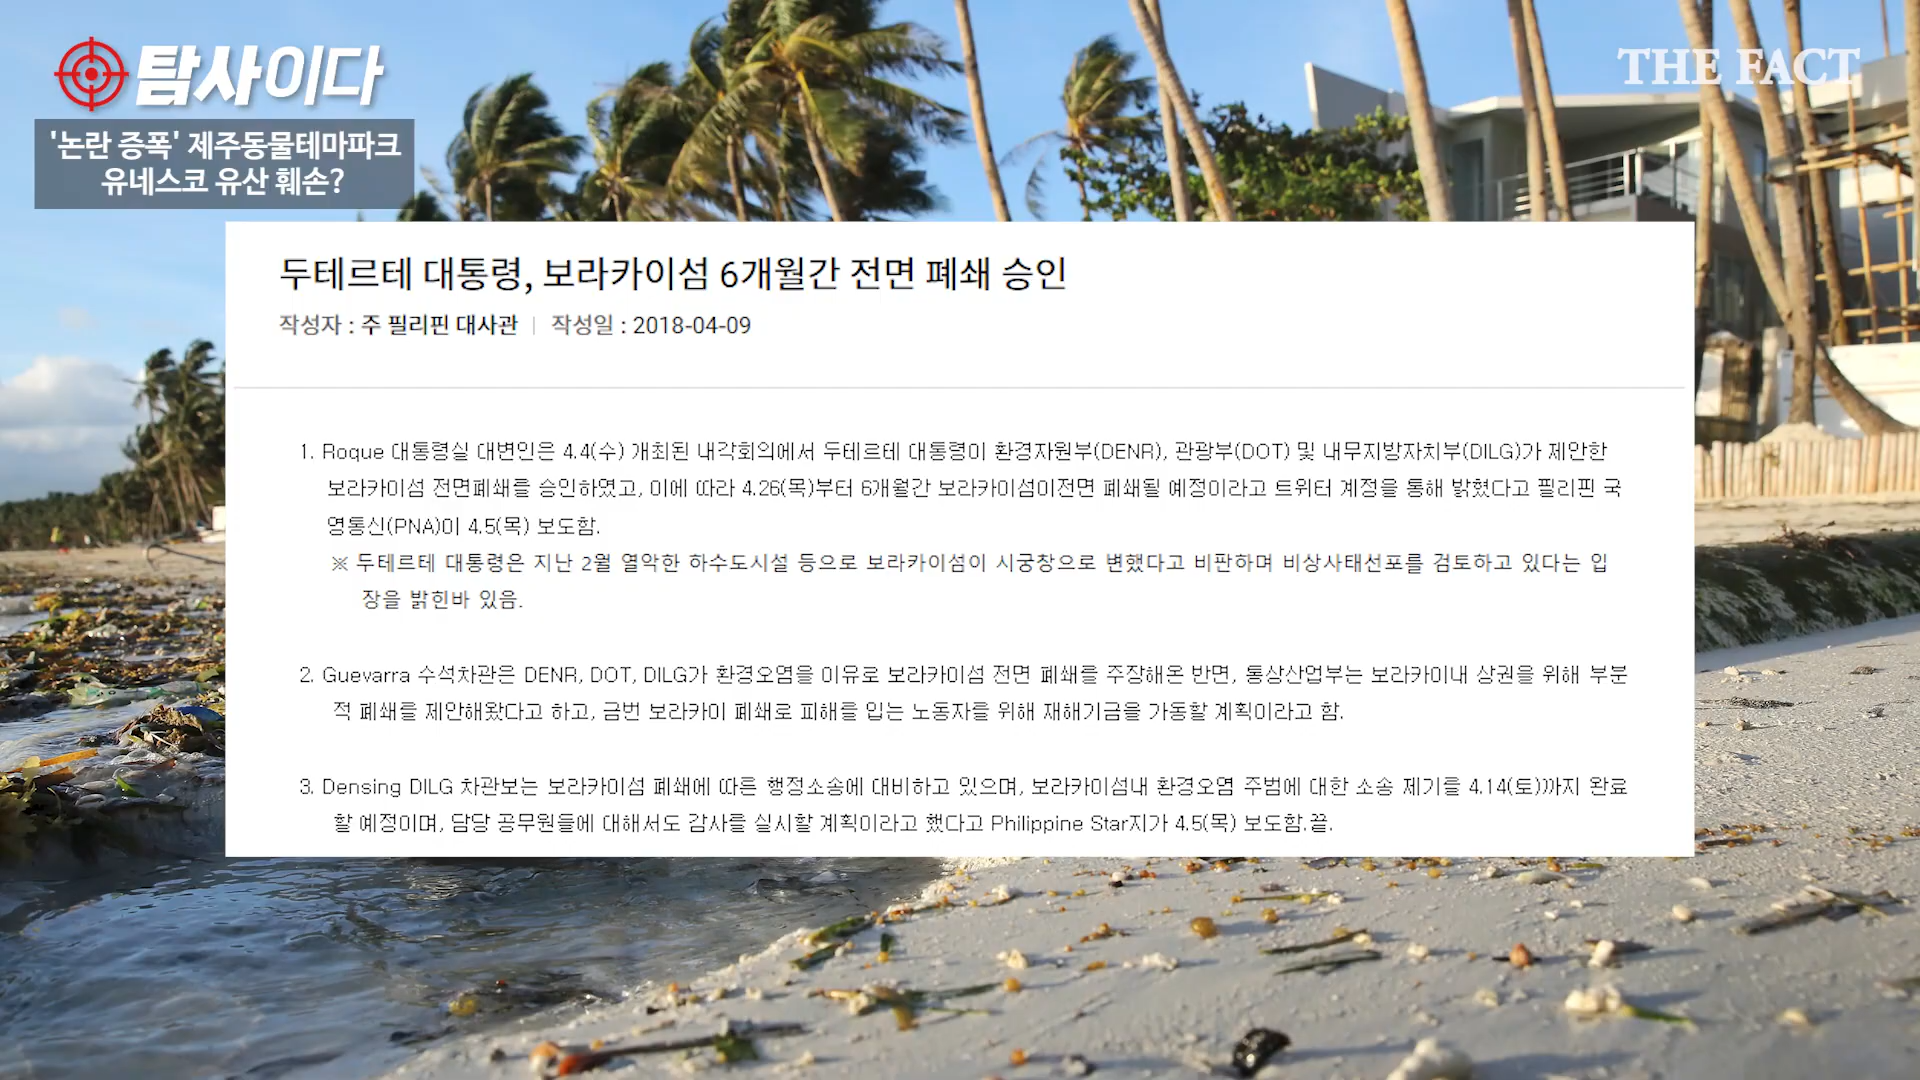 탐사이다
THE FACT
'논란 증폭' 제주동물테마파크
유네스코 유산 훼손?
두테르테 대통령, 보라카이섬 6개월간 전면 폐쇄 승인
작성자 : 주 필리핀 대사관 | 작성일 : 2018-04-09
1. Roque 대통령실 대변인은 4.4(수) 개최된 내각회의에서 두테르테 대통령이 환경자원부(DENR), 관광부(DOT) 및 내무지방자치부(DILG)가 제안한
보라카이섬 전면폐쇄를 승인하였고, 이에 따라 4.26(목)부터 6개월간 보라카이섬이전면 폐쇄될 예정이라고 트위터 계정을 통해 밝혔다고 필리핀 국
영통신(PNA)이 4.5(목) 보도함.
※ 두테르테 대통령은 지난 2월 열악한 하수도시설 등으로 보라카이섬이 시궁창으로 변했다고 비판하며 비상사태선포를 검토하고 있다는 입
장을 밝힌바 있음.
2. Guevarra 수석차관은 DENR, DOT, DILG가 환경오염을 이유로 보라카이섬 전면 폐쇄를 주장해온 반면, 통상산업부는 보라카이내 상권을 위해 부분
적 폐쇄를 제안해왔다고 하고, 금번 보라카이 폐쇄로 피해를 입는 노동자를 위해 재해기금을 가동할 계획이라고 함.
3. Densing DILG 차관보는 보라카이섬 폐쇄에 따른 행정소송에 대비하고 있으며, 보라카이섬내 환경오염 주범에 대한 소송 제기를 4.14(토))까지 완료
할 예정이며, 담당 공무원들에 대해서도 감사를 실시할 계획이라고 했다고 Philippine Star지가 4.5(목) 보도함.끝.